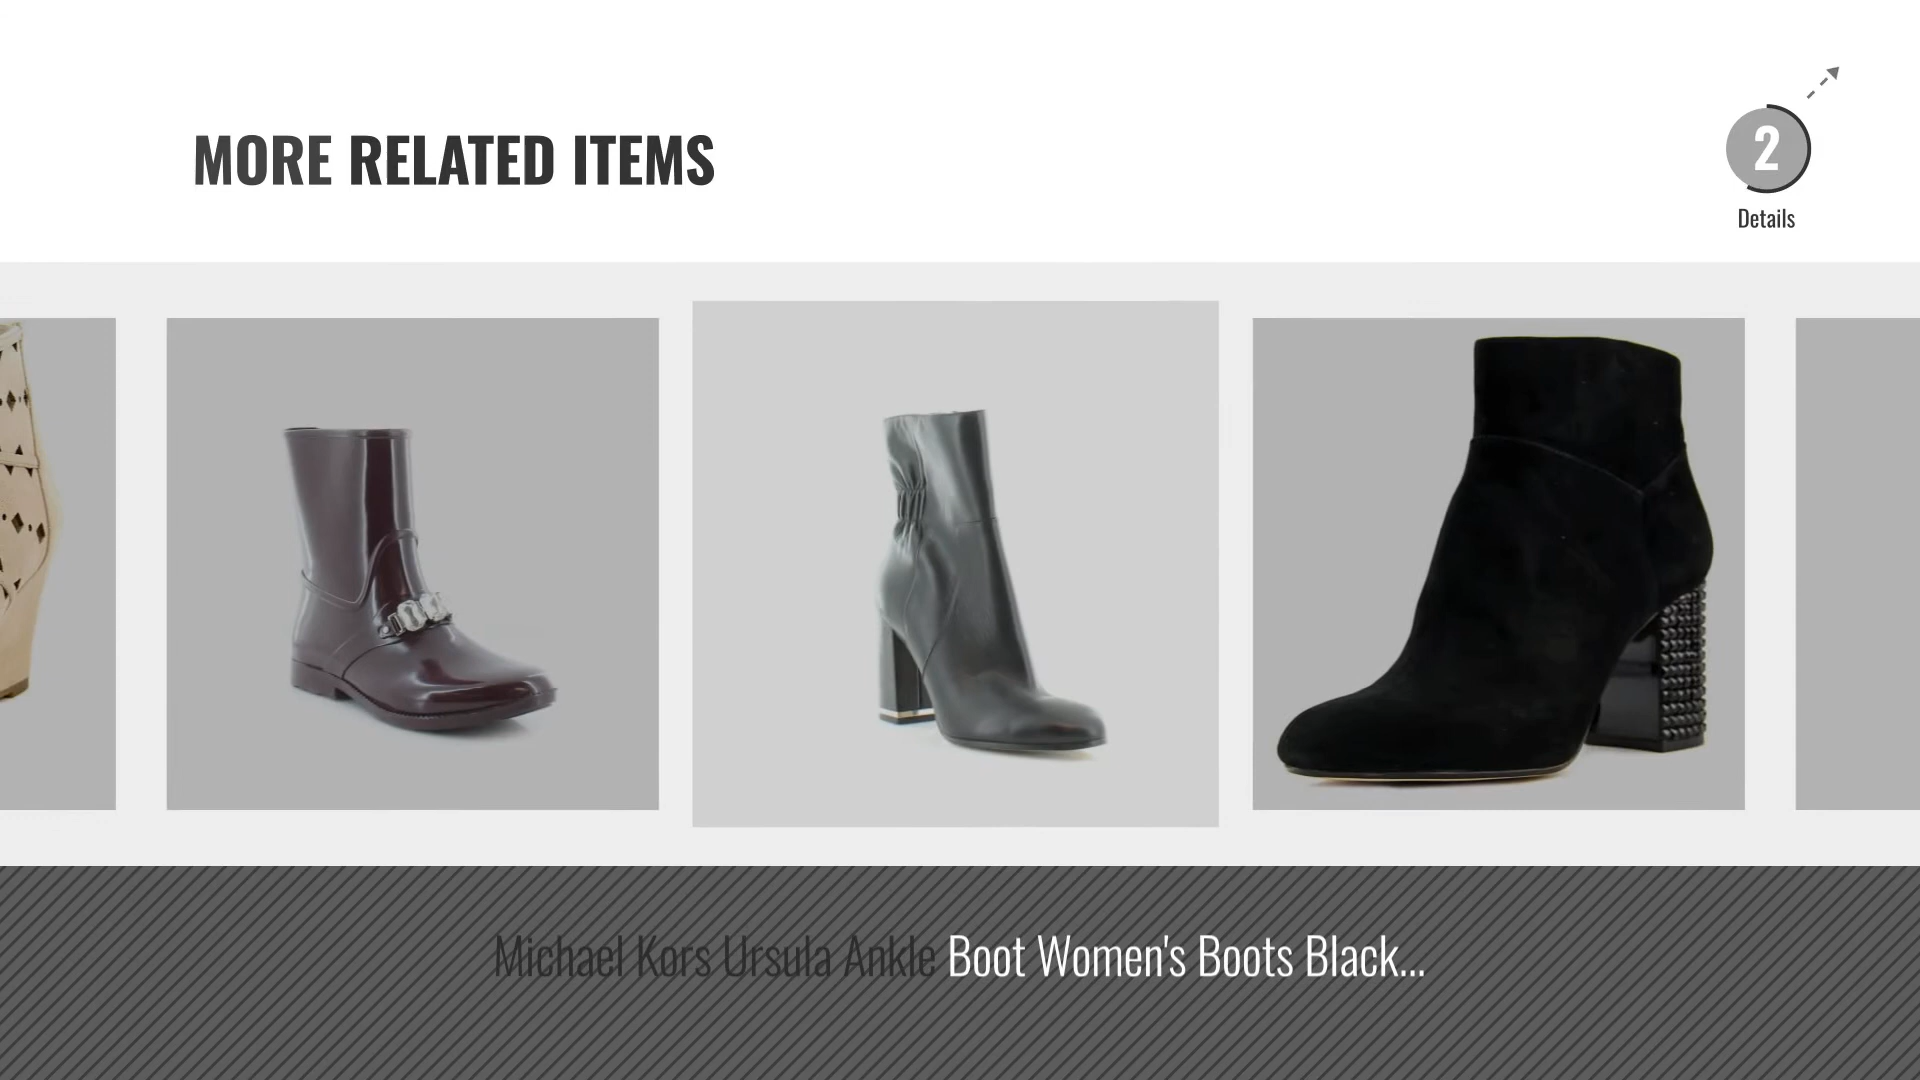 MORE RELATED ITEMS
2
Details
Michael Kors Ursula Ankle Boot Women's Boots Black...